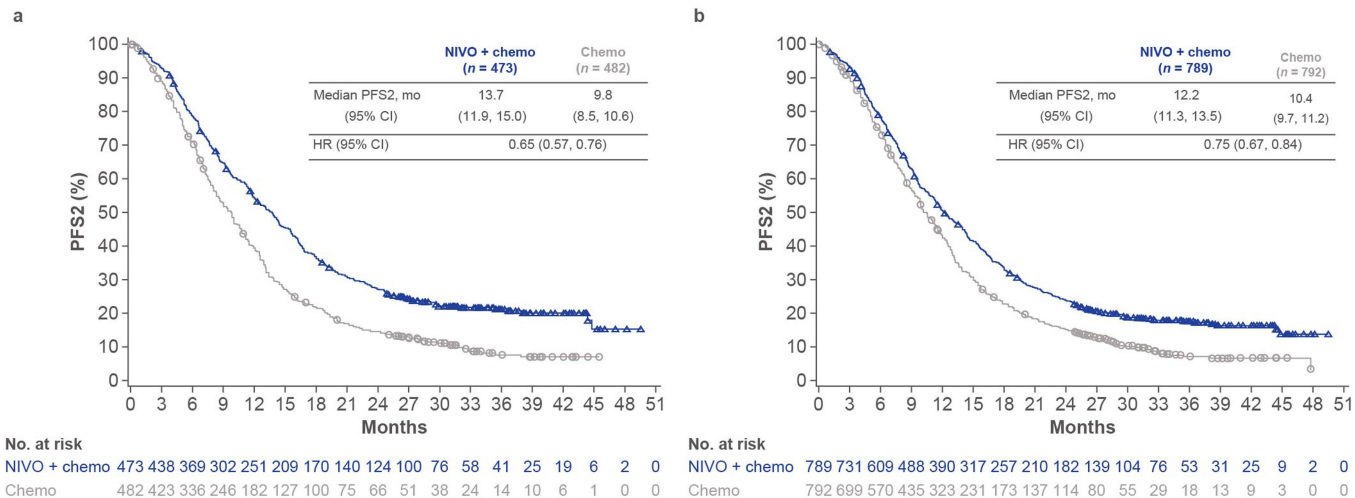 a
NIVO + chemo
(n = 473)
Chemo
(n = 482)
Median PFS2, mo
13.7
9.8
(95% CI)
(11.9, 15.0)
(8.5, 10.6)
HR (95% CI)
0.65 (0.57, 0.76)
PFS2 (%)
100
90
80
70
60
50
40
30
20
10
0
0 3 6 9 12 15 18 21 24 27 30 33 36 39 42 45 48 51
Months
No. at risk
NIVO + chemo 473 438 369 302 251 209 170 140 124 100 76 58 41 25 19 6 2 0
Chemo 482 423 336 246 182 127 100 75 66 51 38 24 14 10 6 1 0 0
b
NIVO + chemo
(n = 789)
Chemo
(n = 792)
Median PFS2, mo
12.2
10.4
(95% CI)
(11.3, 13.5)
(9.7, 11.2)
HR (95% CI)
0.75 (0.67, 0.84)
PFS2 (%)
100
90
80
70
60
50
40
30
20
10
0
0 3 6 9 12 15 18 21 24 27 30 33 36 39 42 45 48 51
Months
No. at risk
NIVO + chemo 789 731 609 488 390 317 257 210 182 139 104 76 53 31 25 9 2 0
Chemo 792 699 570 435 323 231 173 137 114 80 55 29 18 13 9 3 0 0